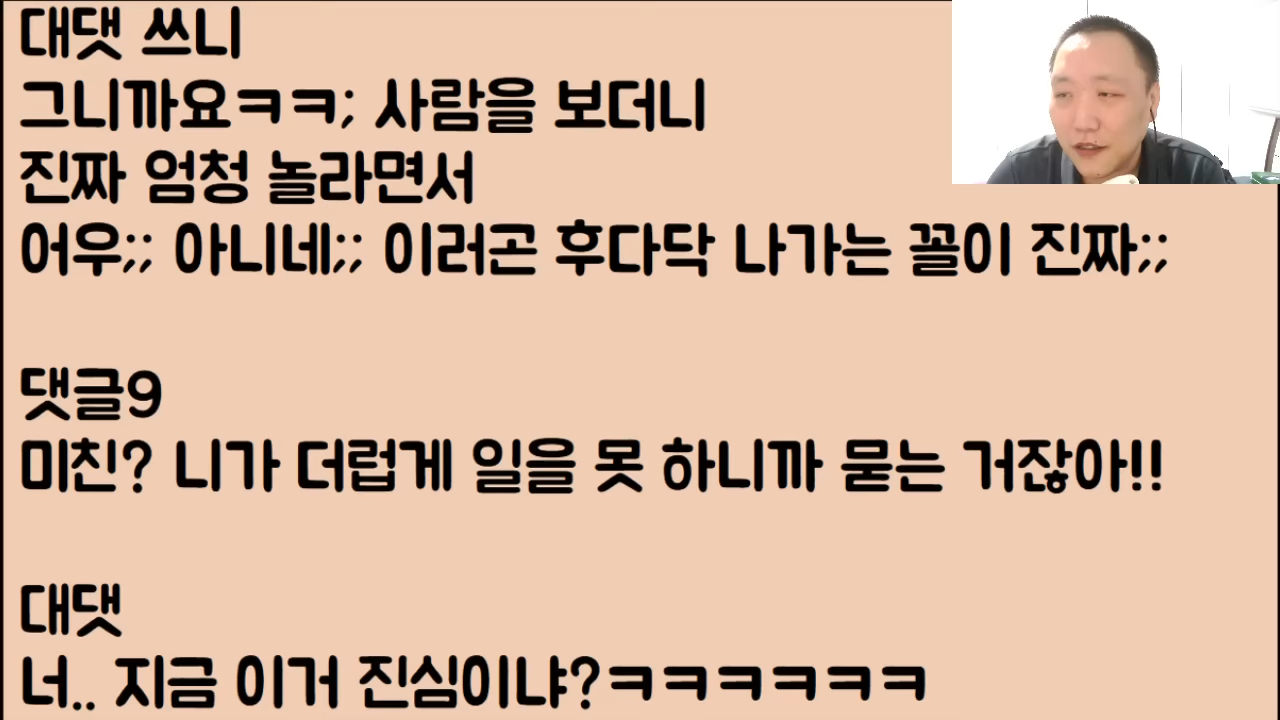 대댓 쓰니
그니까요ㅋㅋ; 사람을 보더니
진짜 엄청 놀라면서
어우;; 아니네;; 이러곤 후다닥 나가는 꼴이 진짜;;
댓글9
미친? 니가 더럽게 일을 못 하니까 묻는 거잖아!!
대댓
너.. 지금 이거 진심이냐?ㅋㅋㅋㅋㅋㅋ